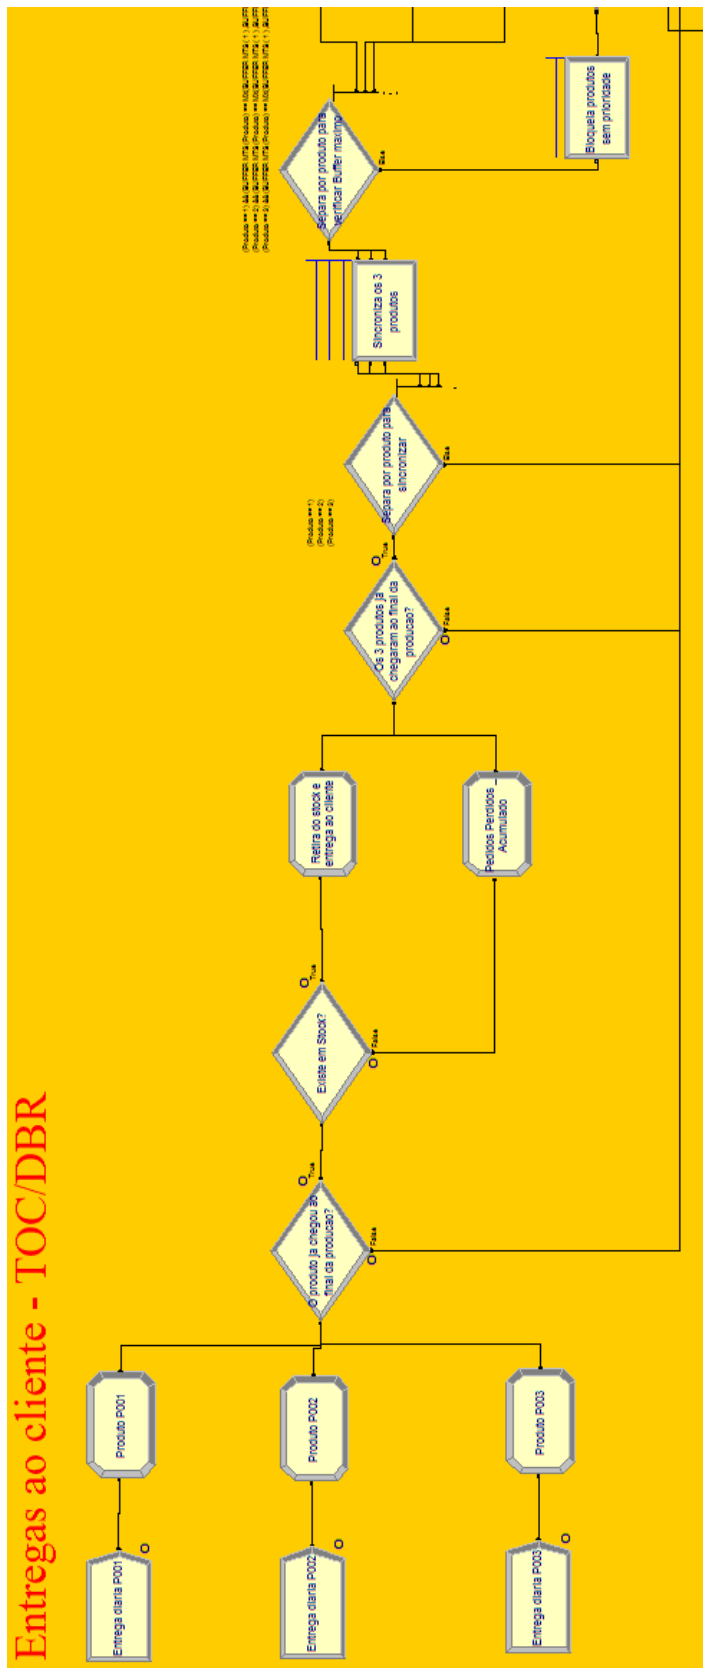 Entregas ao cliente - TOC/DBR
Entrega diaria P001
Produto P001
Entrega diaria P002
Produto P002
Entrega diaria P003
Produto P003
O produto ja chegou ao
final da producao?
True
False
Existe em Stock?
True
False
Retira do stock e
entrega ao cliente
Pedidos Perdidos _
Acumulado
Os 3 produtos ja
chegaram ao final da
producao?
True
False
Separa por produto para
sincronizar
Else
(Produto==1)
(Produto==2)
(Produto==3)
Sincroniza os 3
produtos
Separa por produto para
verificar Buffer maximo
Else
Bloqueia produtos
sem prioridade